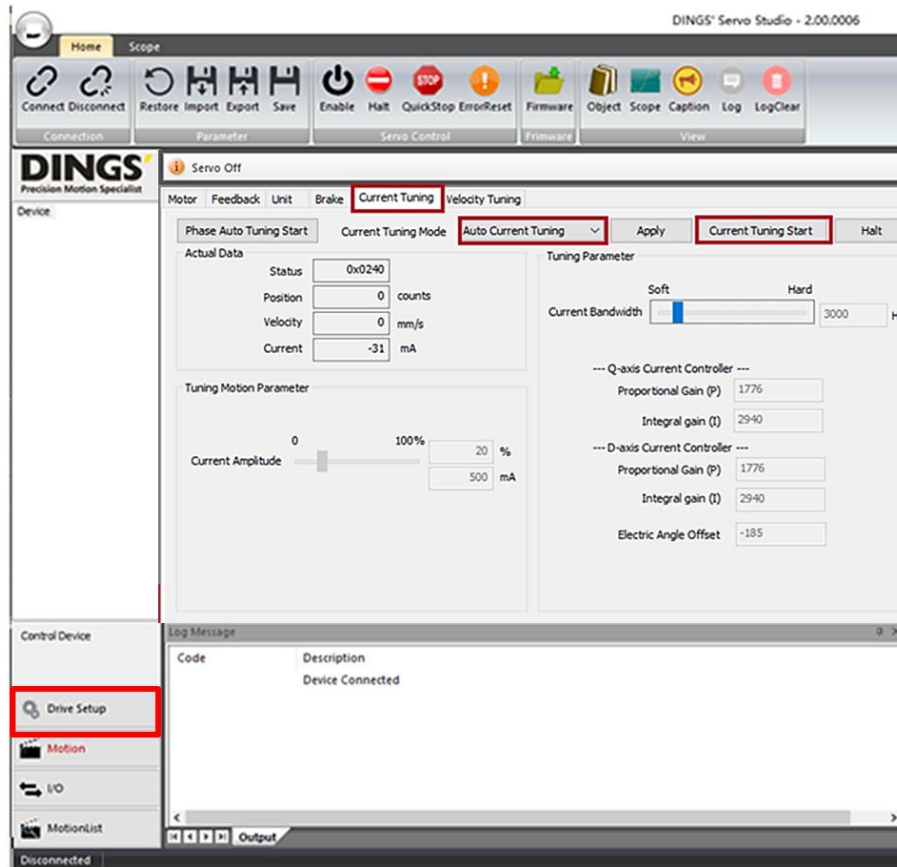 DINGS' Servo Studio - 2.00.0006
Home Scope
Connect Disconnect Restore Import Export Save Enable Halt QuickStop ErrorReset Firmware Object Scope Caption Log LogClear
Connection Parameter Servo Control Frimware View
STOP
DINGS'
Precision Motion Specialist
Device
Servo Off
Motor Feedback Unit Brake Current Tuning Velocity Tuning
Phase Auto Tuning Start Current Tuning Mode Auto Current Tuning Apply Current Tuning Start Halt
Actual Data
Status 0x0240
Position 0 counts
Velocity 0 mm/s
Current -31 mA
Tuning Motion Parameter
0 100%
Current Amplitude 20 %
500 mA
Tuning Parameter
Soft Hard
Current Bandwidth 3000 H
--- Q-axis Current Controller ---
Proportional Gain (P) 1776
Integral gain (I) 2940
--- D-axis Current Controller ---
Proportional Gain (P) 1776
Integral gain (I) 2940
Electric Angle Offset -185
Control Device
Drive Setup
Motion
I/O
MotionList
Log Message
Code Description
Device Connected
Output
Disconnected